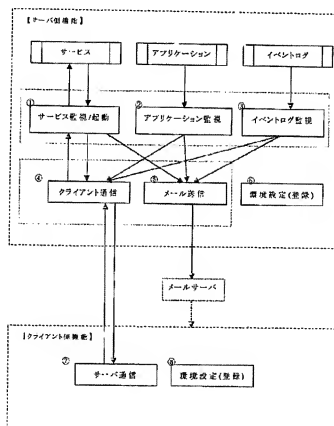 【サーバ側機能】
サービス
アプリケーション
イベントログ
①
サービス監視/起動
②
アプリケーション監視
③
イベントログ監視
④
クライアント通信
⑤
メール送信
⑥
環境設定(登録)
メールサーバ
【クライアント側機能】
⑦
サーバ通信
⑧
環境設定(登録)